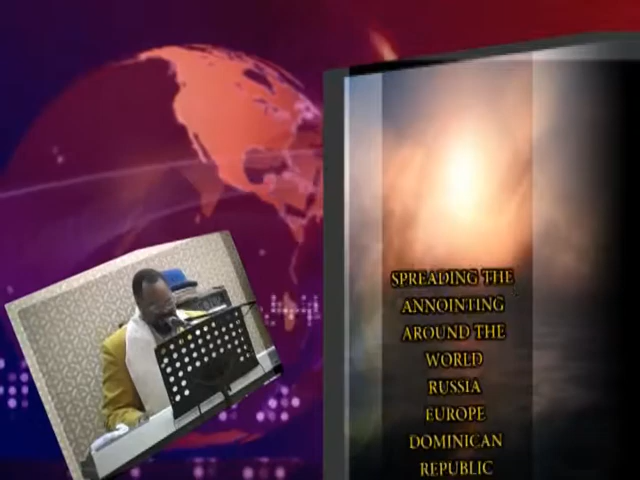 SPREADING THE
ANNOINTING
AROUND THE
WORLD
RUSSIA
EUROPE
DOMINICAN
REPUBLIC